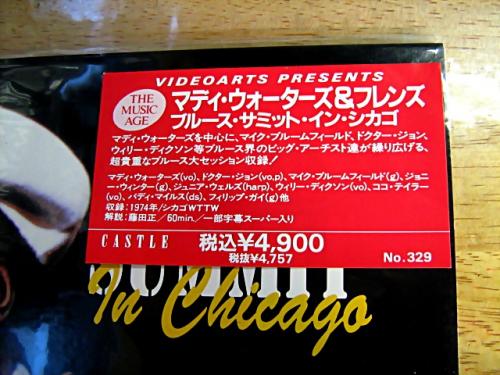 VIDEOARTS PRESENTS
THE
MUSIC
AGE
マディ・ウォーターズ&フレンズ
ブルース・サミット・イン・シカゴ
マディ・ウォーターズを中心に、マイク・ブルームフィールド、ドクター・ジョン、
ウィリー・ディクソン等ブルース界のビッグ・アーチスト達が繰り広げる、
超貴重なブルース大セッション収録!
マディ・ウォーターズ(vo)、ドクター・ジョン(vo,p)、マイク・ブルームフィールド(g)、ジョニ
ー・ウィンター(g)、ジュニア・ウェルズ(harp)、ウィリー・ディクソン(vo)、ココ・テイラー
(vo)、バディ・マイルス(ds)、フィリップ・ガイ(g)他
収録:1974年/シカゴWTTW
解説:藤田正/60min./一部字幕スーパー入り
CASTLE
税込¥4,900
税抜¥4,757
No.329
SUMMIT
In Chicago